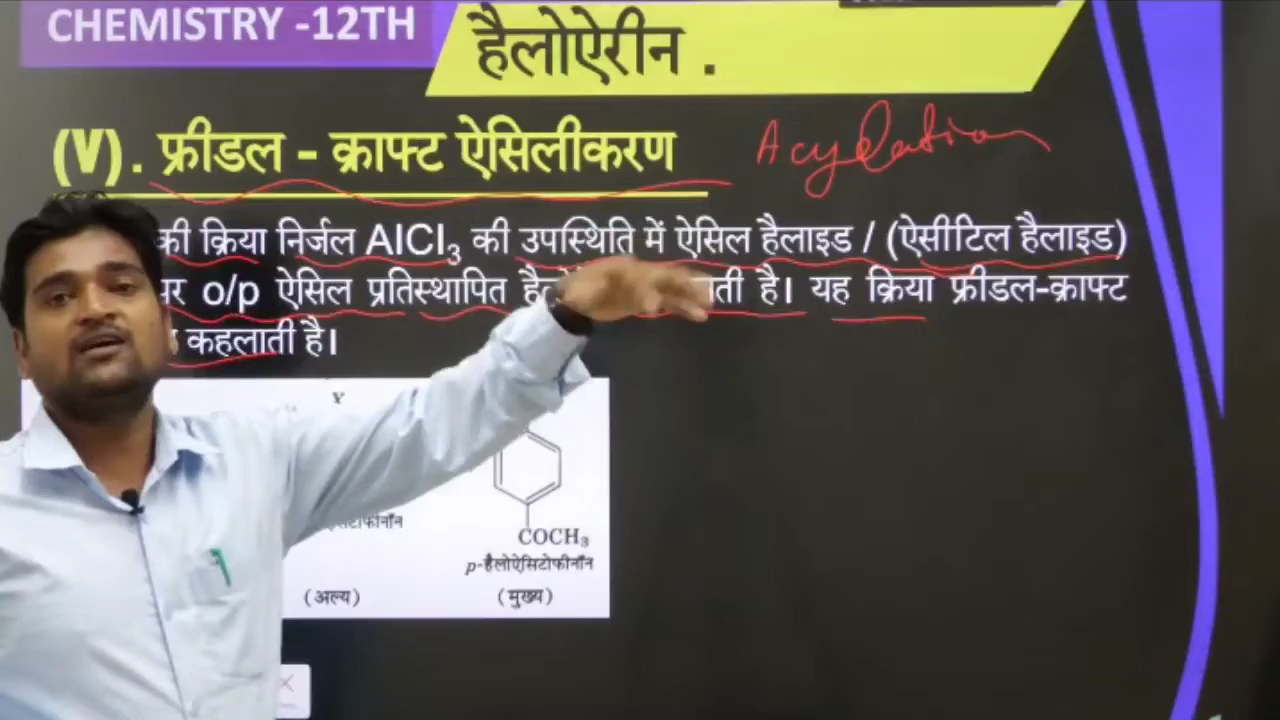 CHEMISTRY -12TH
हैलोऐरीन .
(V). फ्रीडल - क्राफ्ट ऐसिलीकरण
Acylation
की क्रिया निर्जल AlCl₃ की उपस्थिति में ऐसिल हैलाइड / (ऐसीटिल हैलाइड)
पर o/p ऐसिल प्रतिस्थापित है। यह क्रिया फ्रीडल-क्राफ्ट
कहलाती है।
X
COCH₃
p-हैलोऐसिटोफीनॉन
(अल्प) (मुख्य)